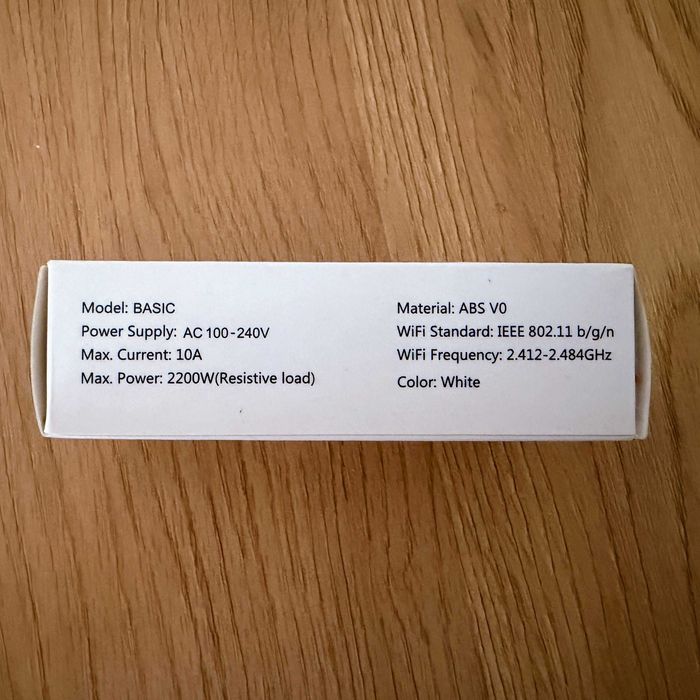 Model: BASIC
Power Supply: AC 100-240V
Max. Current: 10A
Max. Power: 2200W(Resistive load)
Material: ABS V0
WiFi Standard: IEEE 802.11 b/g/n
WiFi Frequency: 2.412-2.484GHz
Color: White